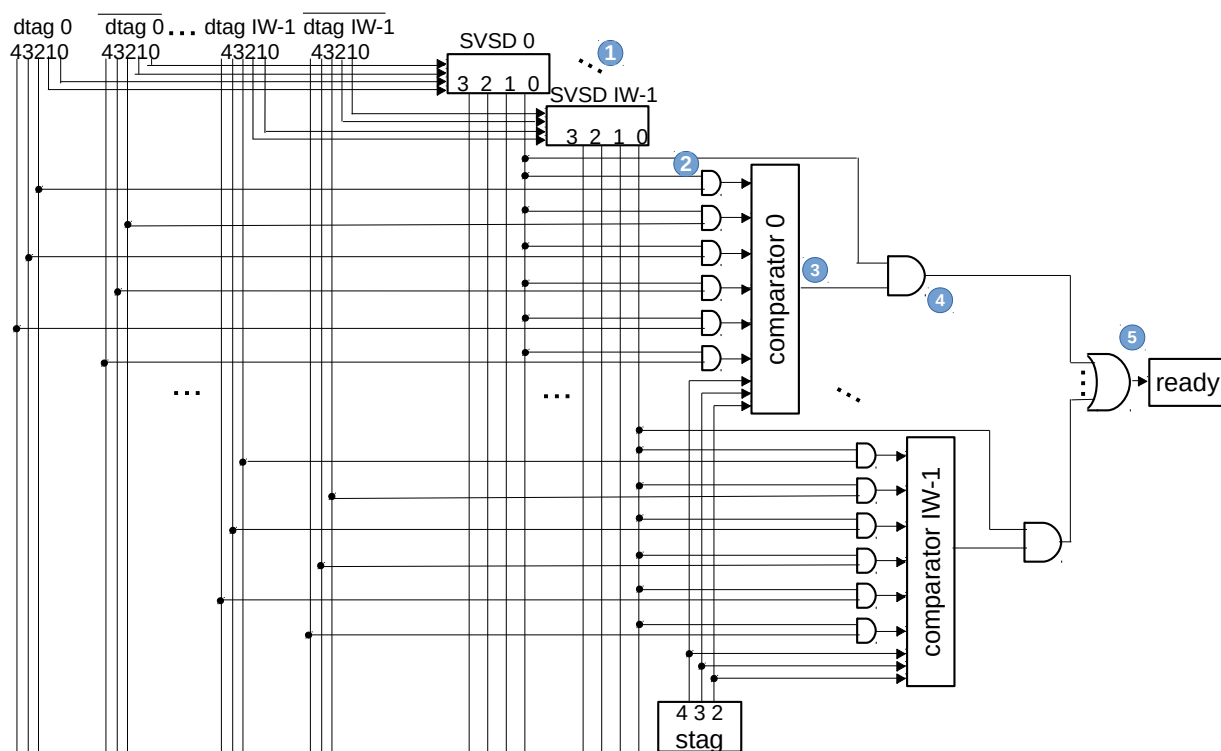 dtag 0 dtag 0 ... dtag IW-1 dtag IW-1
43210 43210 43210 43210
SVSD 0
3 2 1 0
1
SVSD IW-1
3 2 1 0
2
comparator 0
3
4
5
ready
...
...
comparator IW-1
4 3 2
stag